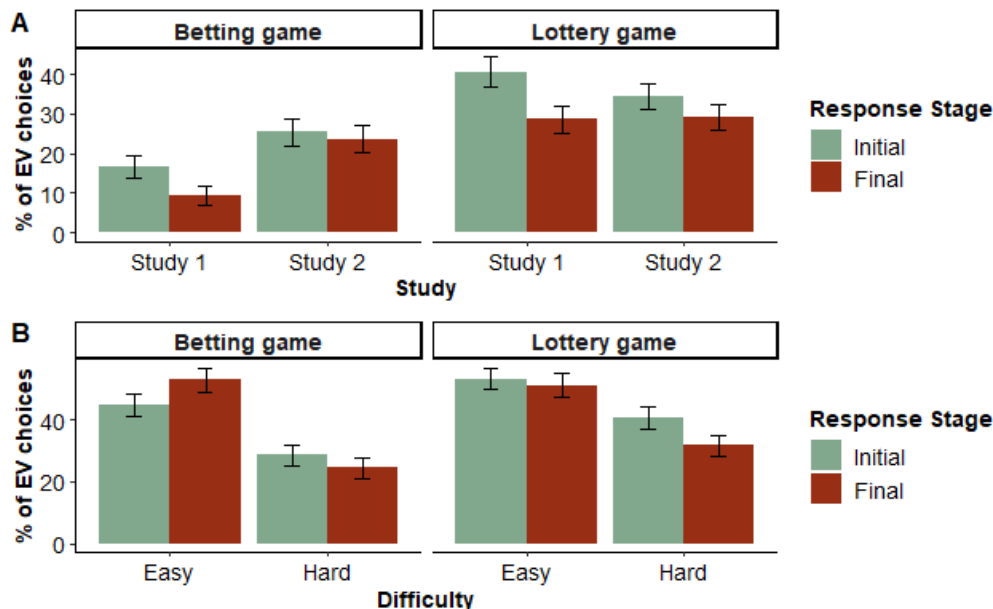 A
Betting game
Lottery game
% of EV choices
40
30
20
10
0
Study 1
Study 2
Study 1
Study 2
Study
Response Stage
Initial
Final
B
Betting game
Lottery game
% of EV choices
40
20
0
Easy
Hard
Easy
Hard
Difficulty
Response Stage
Initial
Final